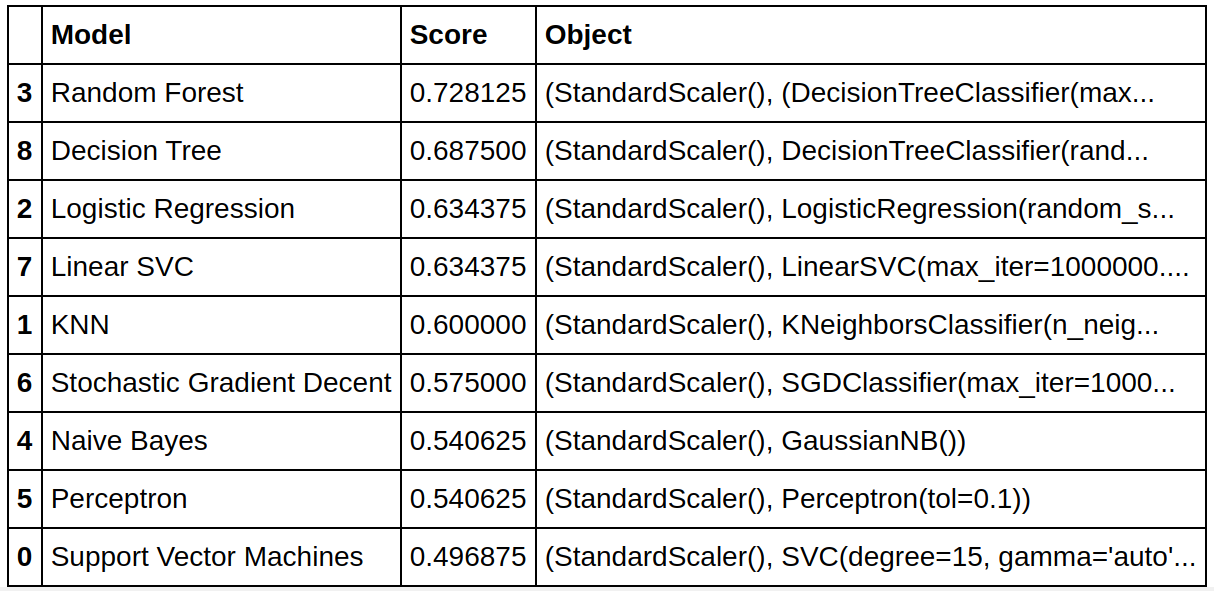 Model Score Object
3 Random Forest 0.728125 (StandardScaler(), (DecisionTreeClassifier(max...
8 Decision Tree 0.687500 (StandardScaler(), DecisionTreeClassifier(rand...
2 Logistic Regression 0.634375 (StandardScaler(), LogisticRegression(random_s...
7 Linear SVC 0.634375 (StandardScaler(), LinearSVC(max_iter=1000000....
1 KNN 0.600000 (StandardScaler(), KNeighborsClassifier(n_neig...
6 Stochastic Gradient Decent 0.575000 (StandardScaler(), SGDClassifier(max_iter=1000...
4 Naive Bayes 0.540625 (StandardScaler(), GaussianNB())
5 Perceptron 0.540625 (StandardScaler(), Perceptron(tol=0.1))
0 Support Vector Machines 0.496875 (StandardScaler(), SVC(degree=15, gamma='auto'...